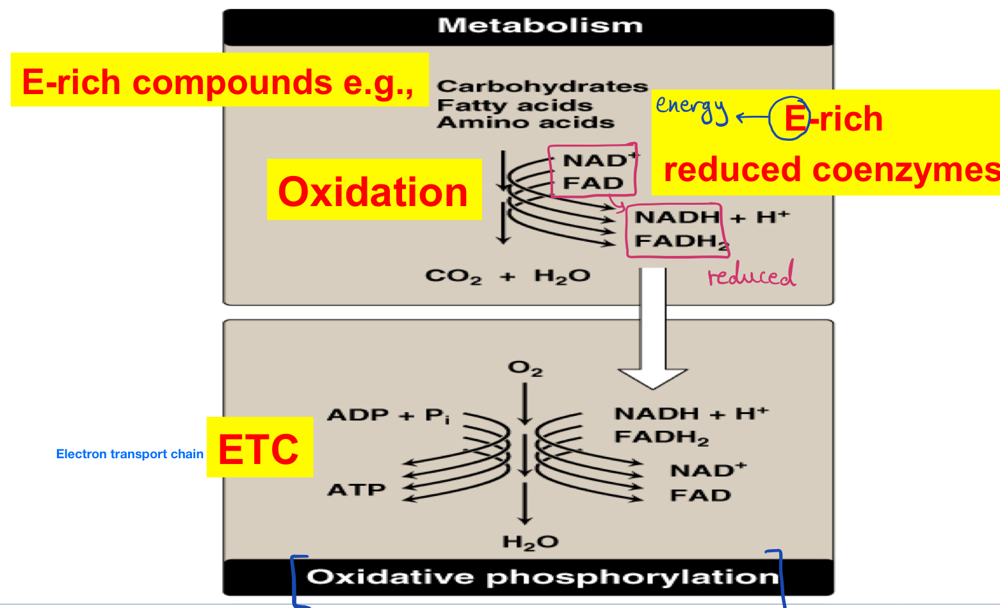 Metabolism
E-rich compounds e.g.,
Carbohydrates
Fatty acids
Amino acids
energy
E-rich
reduced coenzymes
Oxidation
NAD⁺
FAD
NADH + H⁺
FADH₂
reduced
CO₂ + H₂O
O₂
ADP + Pᵢ
NADH + H⁺
FADH₂
Electron transport chain
ETC
NAD⁺
FAD
ATP
H₂O
Oxidative phosphorylation